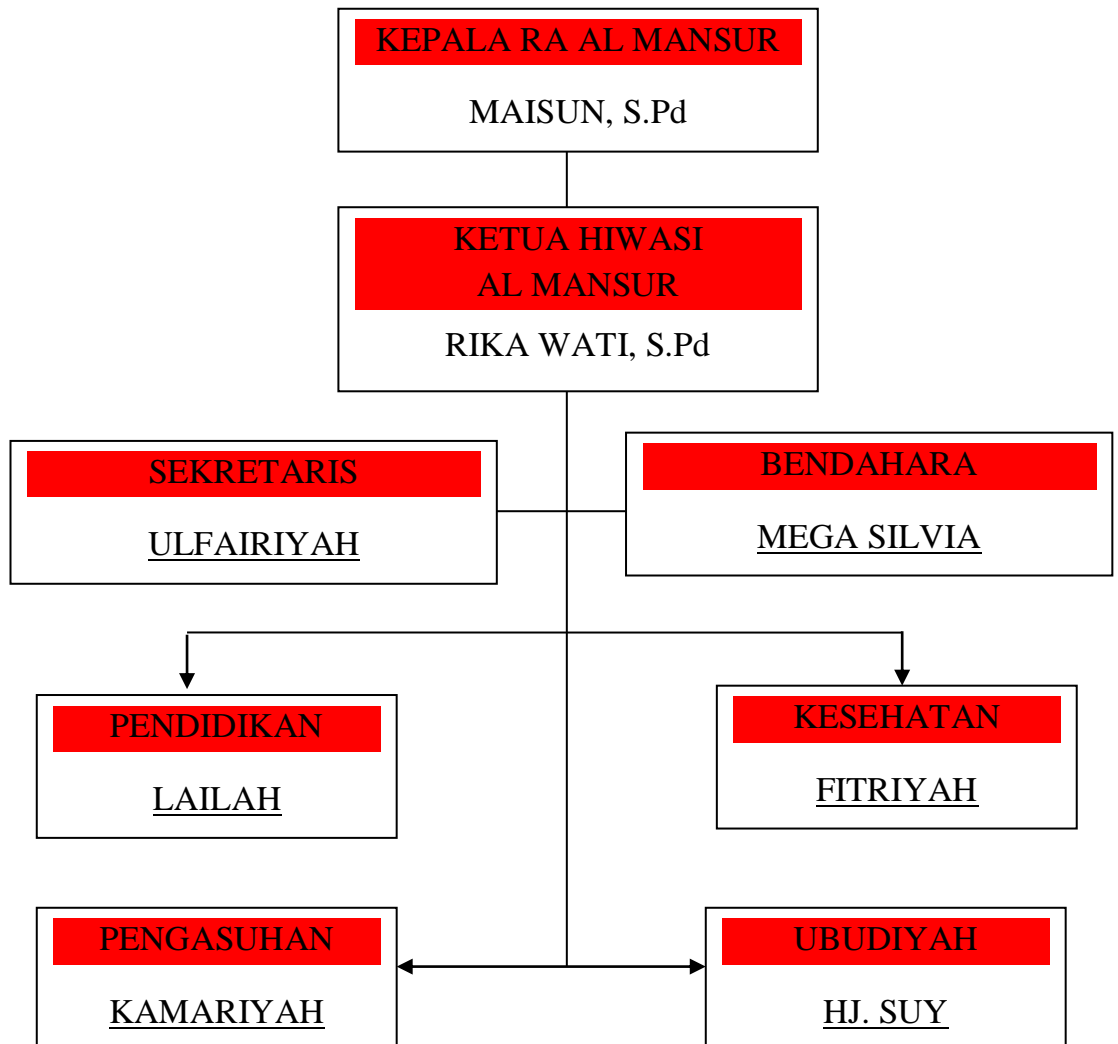 KEPALA RA AL MANSUR
MAISUN, S.Pd
KETUA HIWASI
AL MANSUR
RIKA WATI, S.Pd
SEKRETARIS
ULFAIRIYAH
BENDAHARA
MEGA SILVIA
PENDIDIKAN
LAILAH
KESEHATAN
FITRIYAH
PENGASUHAN
KAMARIYAH
UBUDIYAH
HJ. SUY